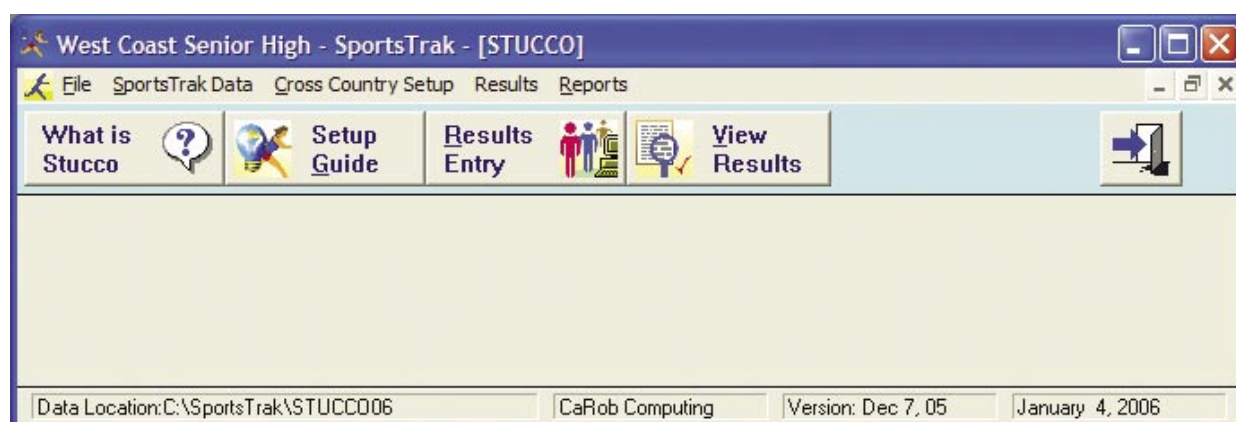 West Coast Senior High - SportsTrak - [STUCCO]
File SportsTrak Data Cross Country Setup Results Reports
What is Stucco
Setup Guide
Results Entry
View Results
Data Location:C:\SportsTrak\STUCCO06 CaRob Computing Version: Dec 7, 05 January 4, 2006